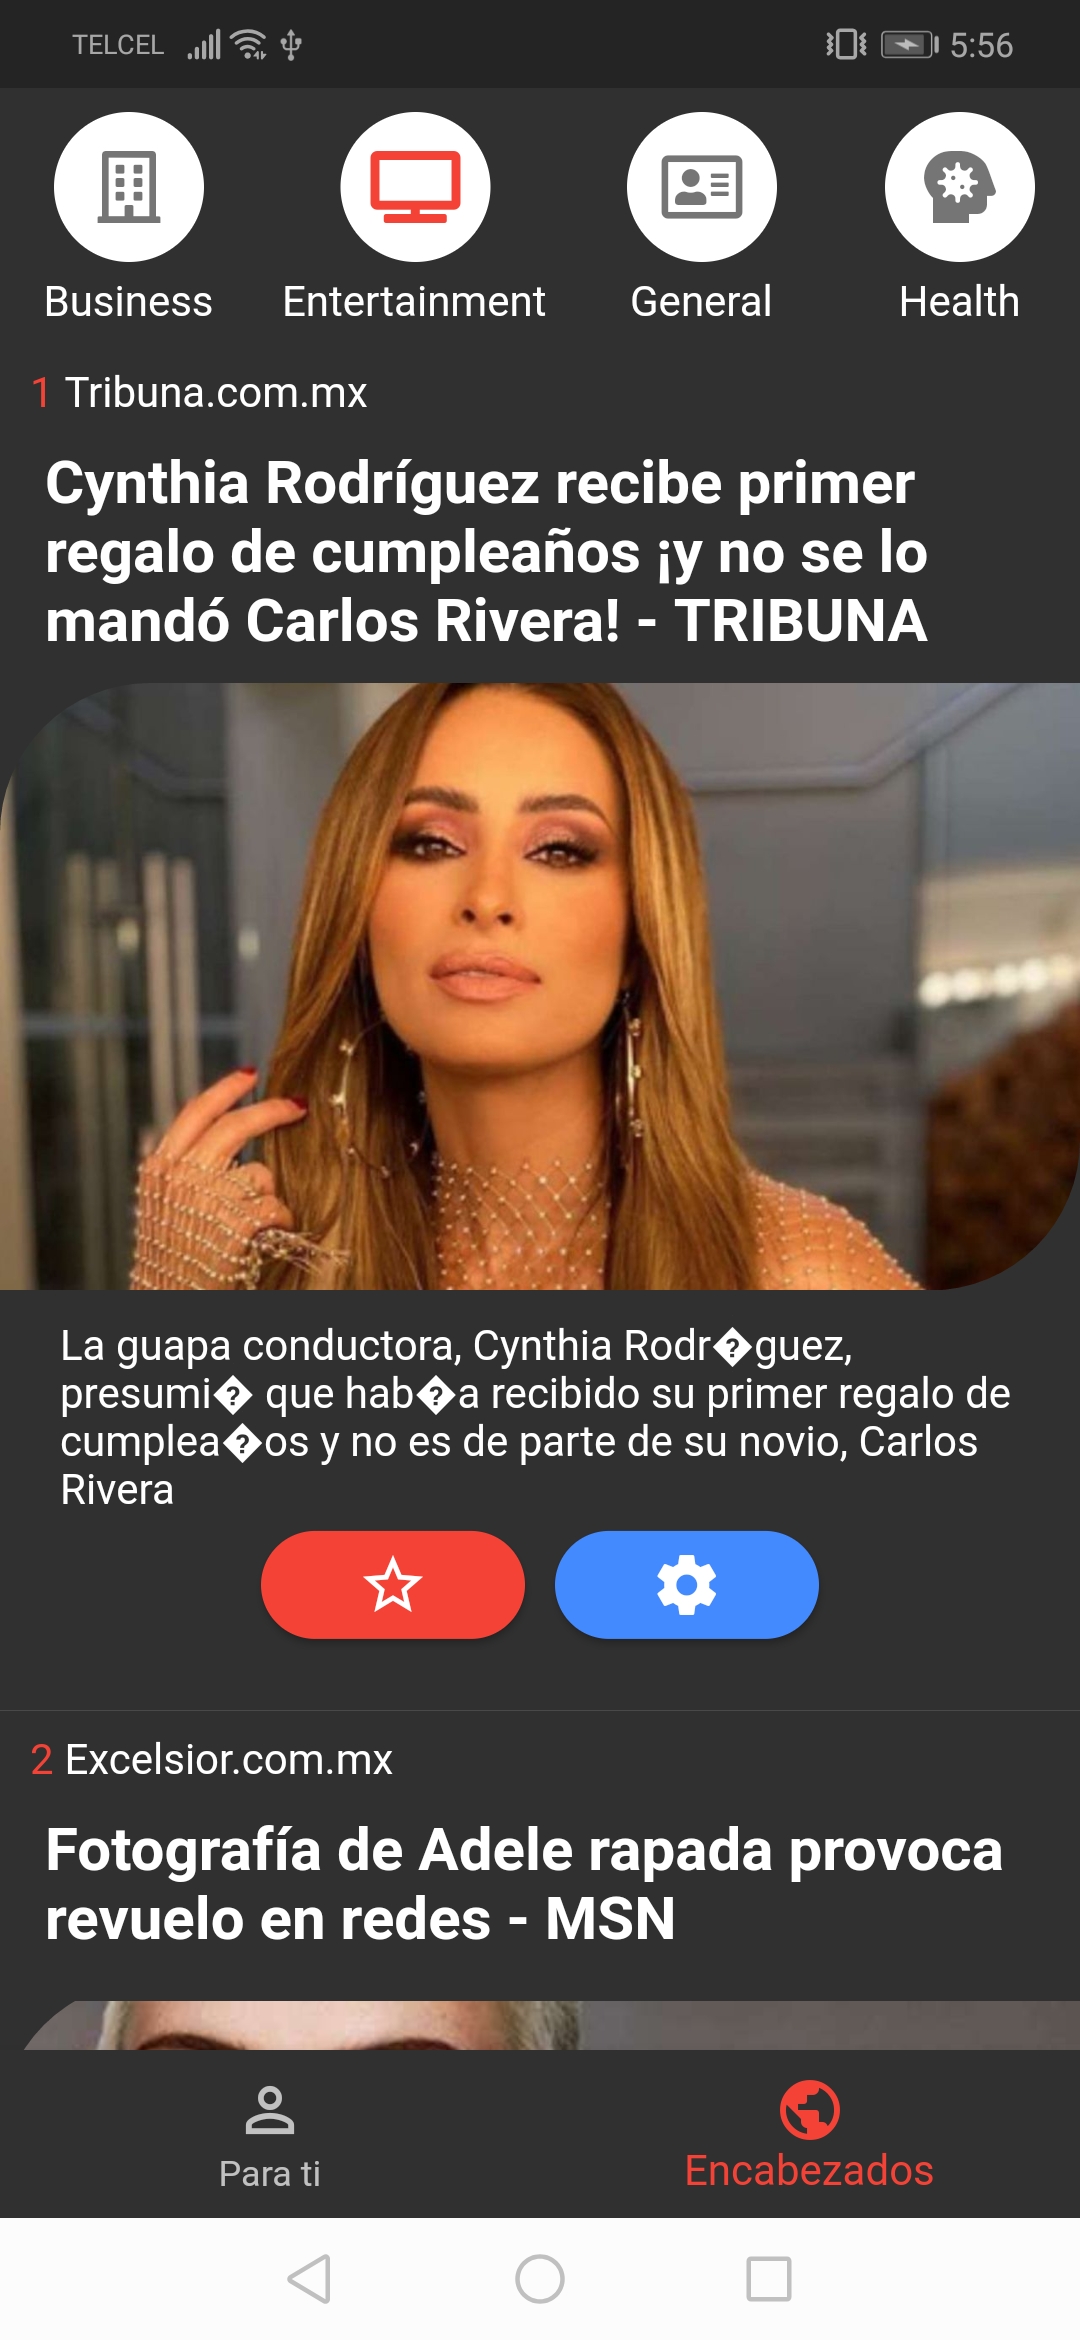 TELCEL 5:56
Business Entertainment General Health
1 Tribuna.com.mx
Cynthia Rodríguez recibe primer
regalo de cumpleaños ¡y no se lo
mandó Carlos Rivera! - TRIBUNA
La guapa conductora, Cynthia Rodr�guez,
presumi� que hab�a recibido su primer regalo de
cumplea�os y no es de parte de su novio, Carlos
Rivera
2 Excelsior.com.mx
Fotografía de Adele rapada provoca
revuelo en redes - MSN
Para ti Encabezados